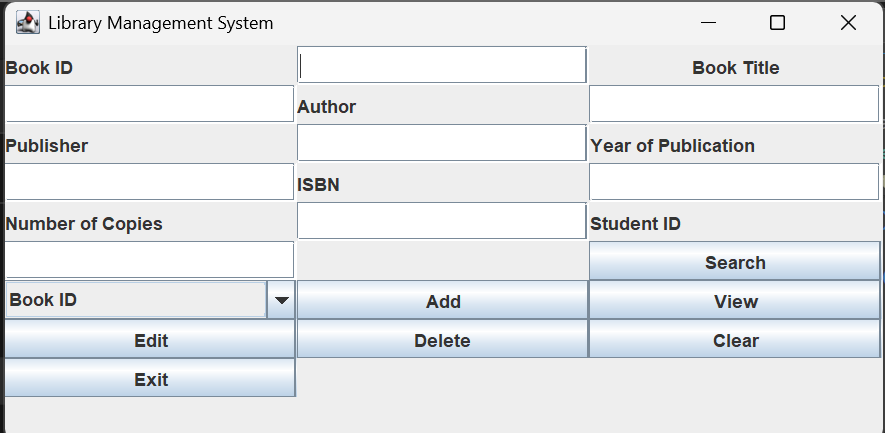 Library Management System
Book ID
Book Title
Author
Publisher
Year of Publication
ISBN
Number of Copies
Student ID
Search
Book ID
Add
View
Edit
Delete
Clear
Exit